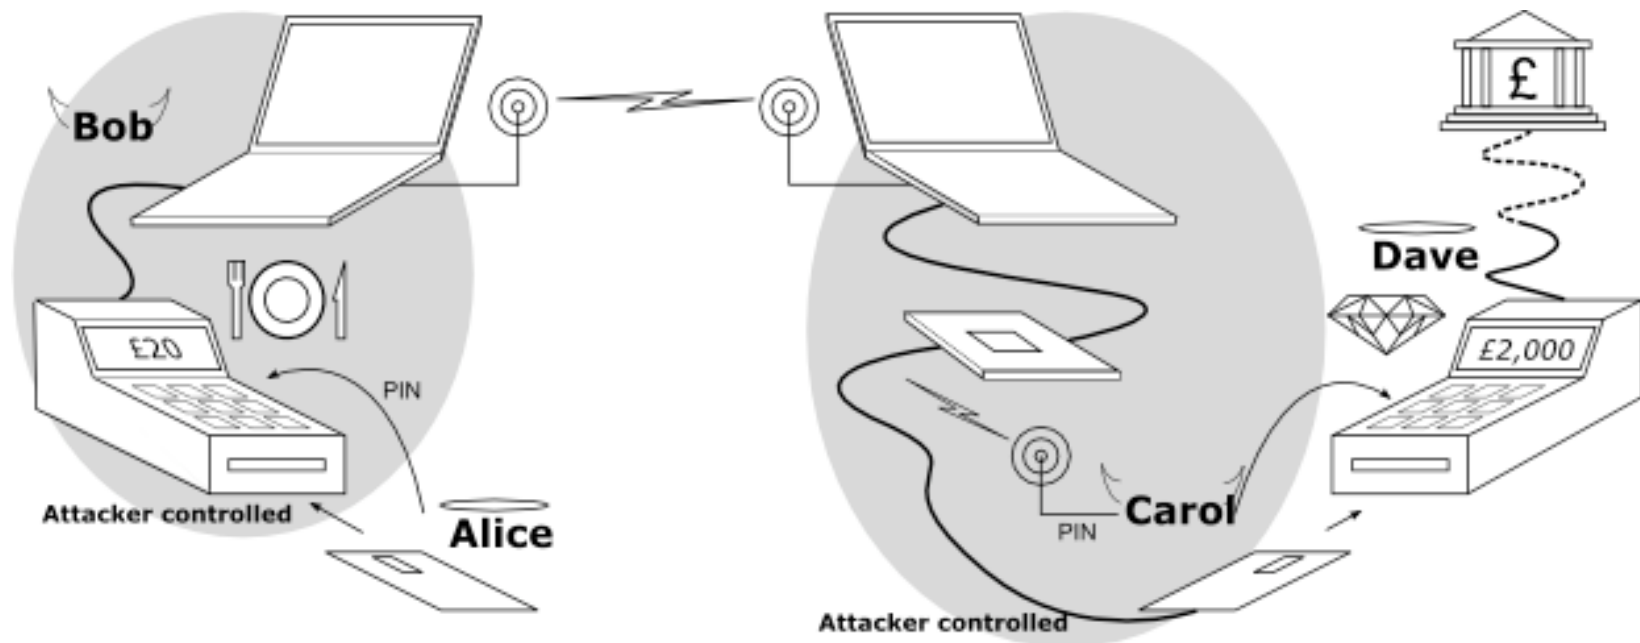 Bob
£
Dave
£20
£2,000
PIN
Attacker controlled
Alice
Carol
PIN
Attacker controlled